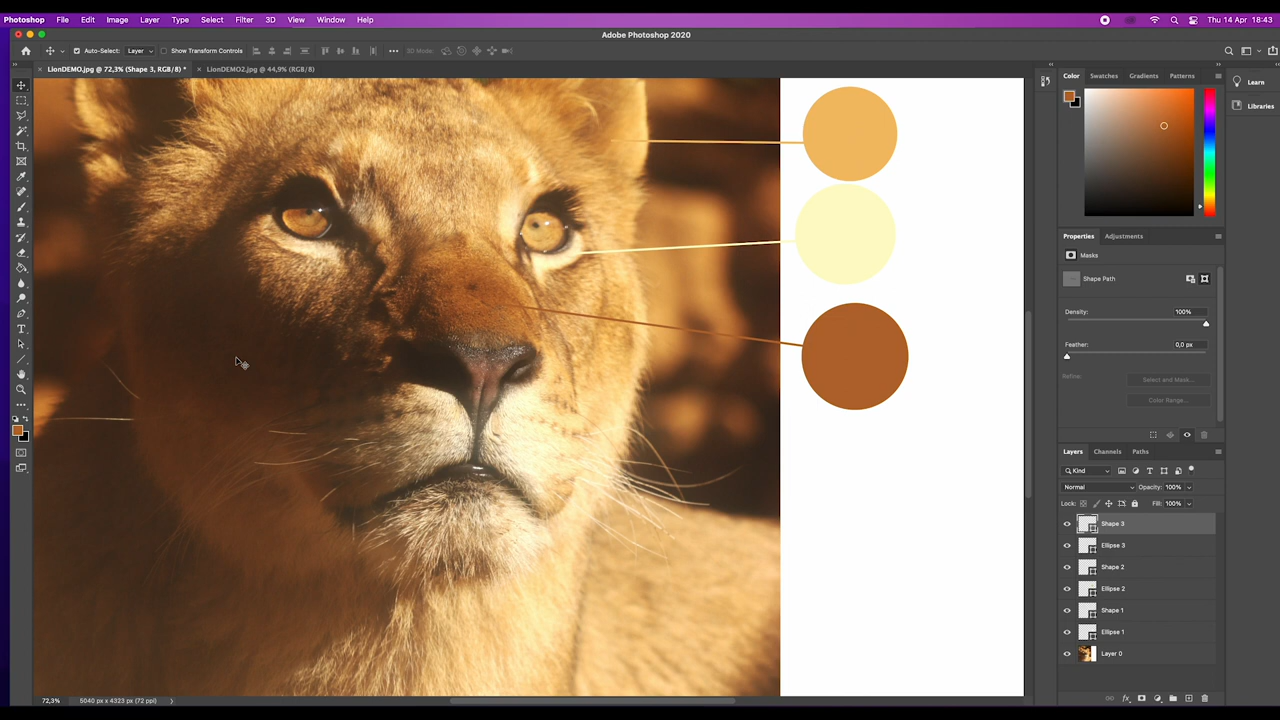 Photoshop File Edit Image Layer Type Select Filter 3D View Window Help Thu 14 Apr 18:43
Adobe Photoshop 2020
Auto-Select: Layer Show Transform Controls 3D Mode:
LionDEMO.jpg @ 72,3% (Shape 3, RGB/8) * LionDEMO2.jpg @ 44,9% (RGB/8)
Color Swatches Gradients Patterns
Learn
Libraries
Properties Adjustments
Masks
Shape Path
Density: 100%
Feather: 0,0 px
Refine: Select and Mask...
Color Range...
Layers Channels Paths
Kind
Normal Opacity: 100%
Lock: Fill: 100%
Shape 3
Ellipse 3
Shape 2
Ellipse 2
Shape 1
Ellipse 1
Layer 0
72,3% 5040 px x 4323 px (72 ppi)
fx